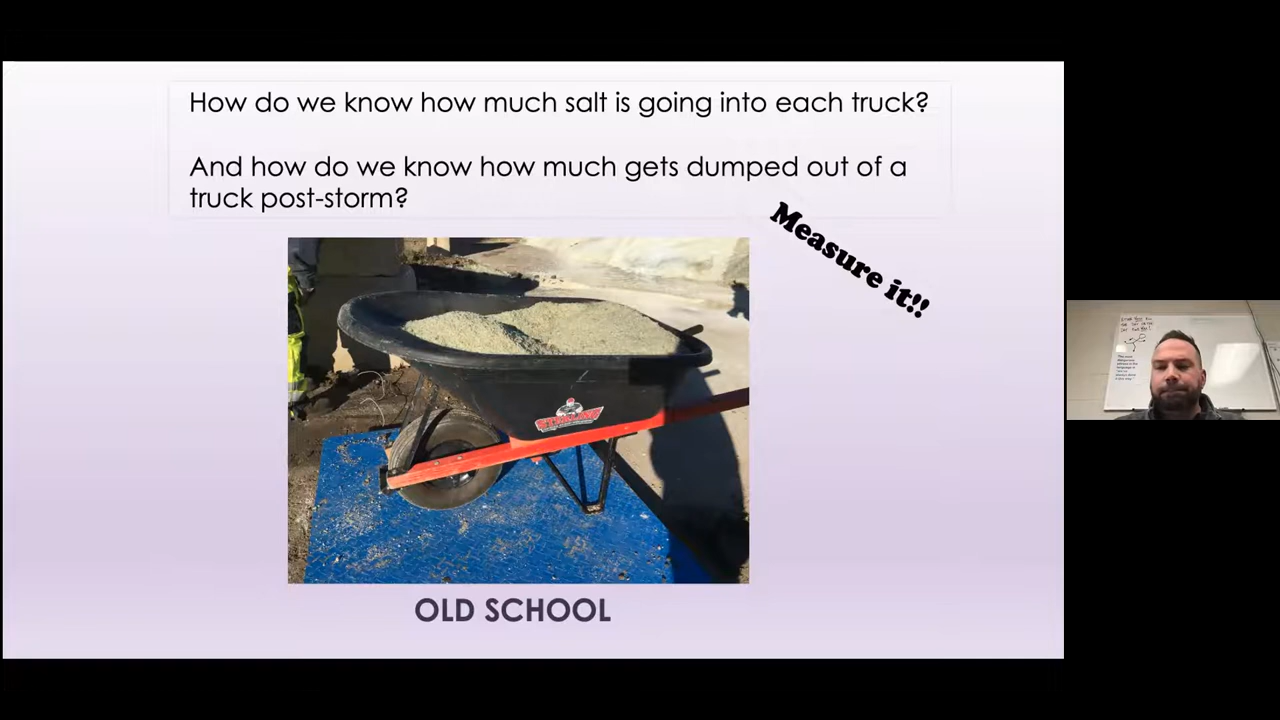 How do we know how much salt is going into each truck?
And how do we know how much gets dumped out of a
truck post-storm?
Measure it!!
STERLING
OLD SCHOOL